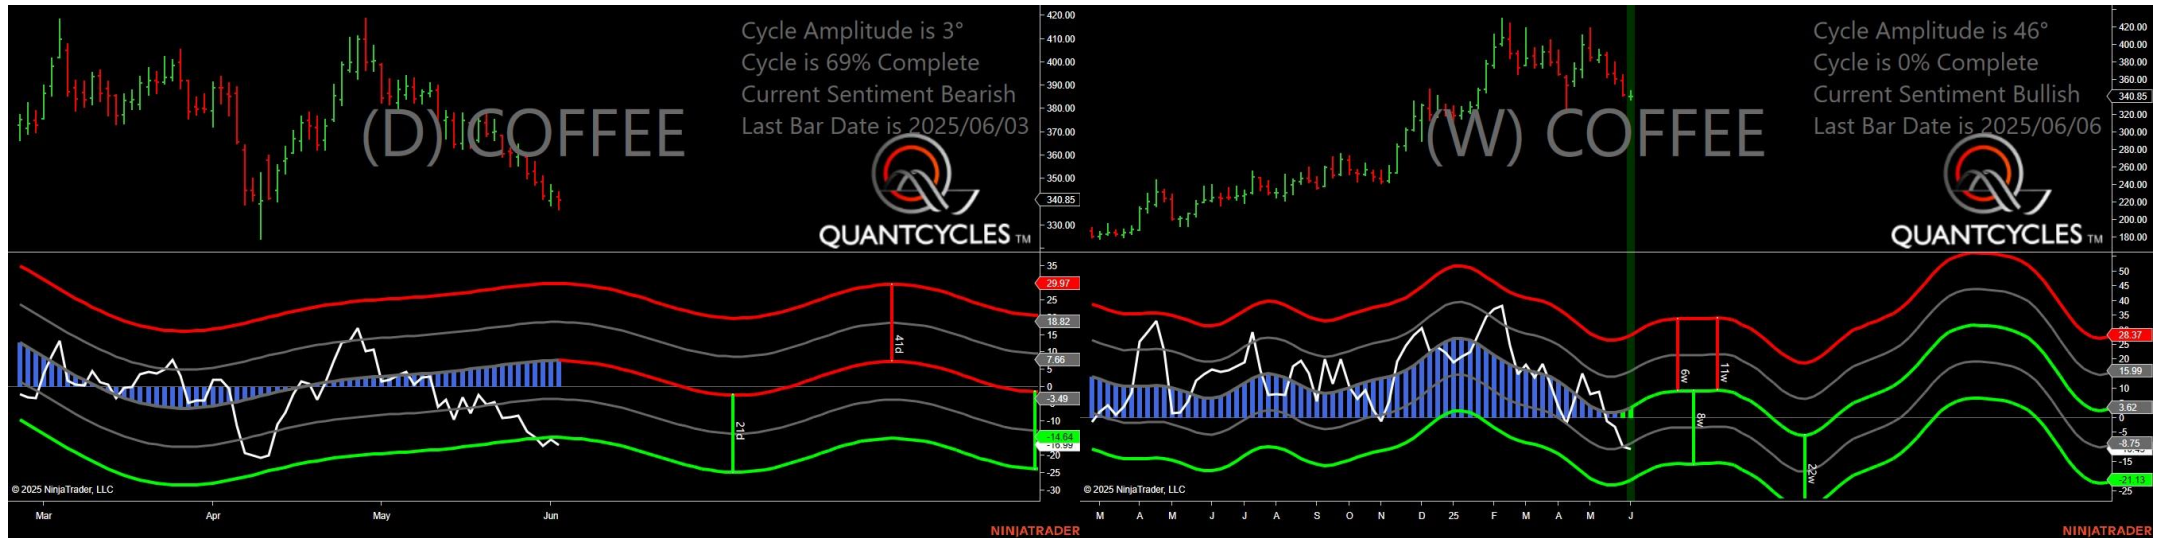 Cycle Amplitude is 3°
Cycle is 69% Complete
Current Sentiment Bearish
Last Bar Date is 2025/06/03
(D) COFFEE
QUANTCYCLES TM
420.00
410.00
400.00
390.00
380.00
370.00
360.00
350.00
340.85
330.00
35
29.97
25
18.82
15
10
7.66
5
0
-3.49
-10
-14.64
-16.99
-20
-25
-30
41d
21d
© 2025 NinjaTrader, LLC
Mar
Apr
May
Jun
NINJATRADER
Cycle Amplitude is 46°
Cycle is 0% Complete
Current Sentiment Bullish
Last Bar Date is 2025/06/06
(W) COFFEE
QUANTCYCLES TM
420.00
400.00
380.00
360.00
340.85
320.00
300.00
280.00
260.00
240.00
220.00
200.00
180.00
50
45
40
35
28.37
25
20
15.99
10
3.62
0
-5
-8.75
-15
-21.13
-25
6w
11w
8w
22w
© 2025 NinjaTrader, LLC
M
A
M
J
J
A
S
O
N
D
25
F
M
A
M
J
NINJATRADER